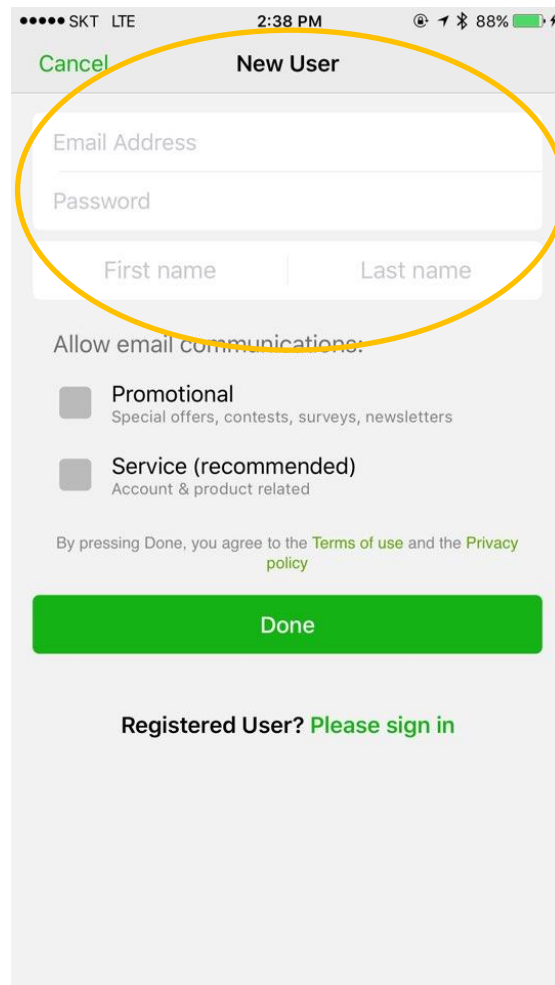 SKT LTE 2:38 PM 88%
Cancel New User
Email Address
Password
First name Last name
Allow email communications:
Promotional
Special offers, contests, surveys, newsletters
Service (recommended)
Account & product related
By pressing Done, you agree to the Terms of use and the Privacy
policy
Done
Registered User? Please sign in